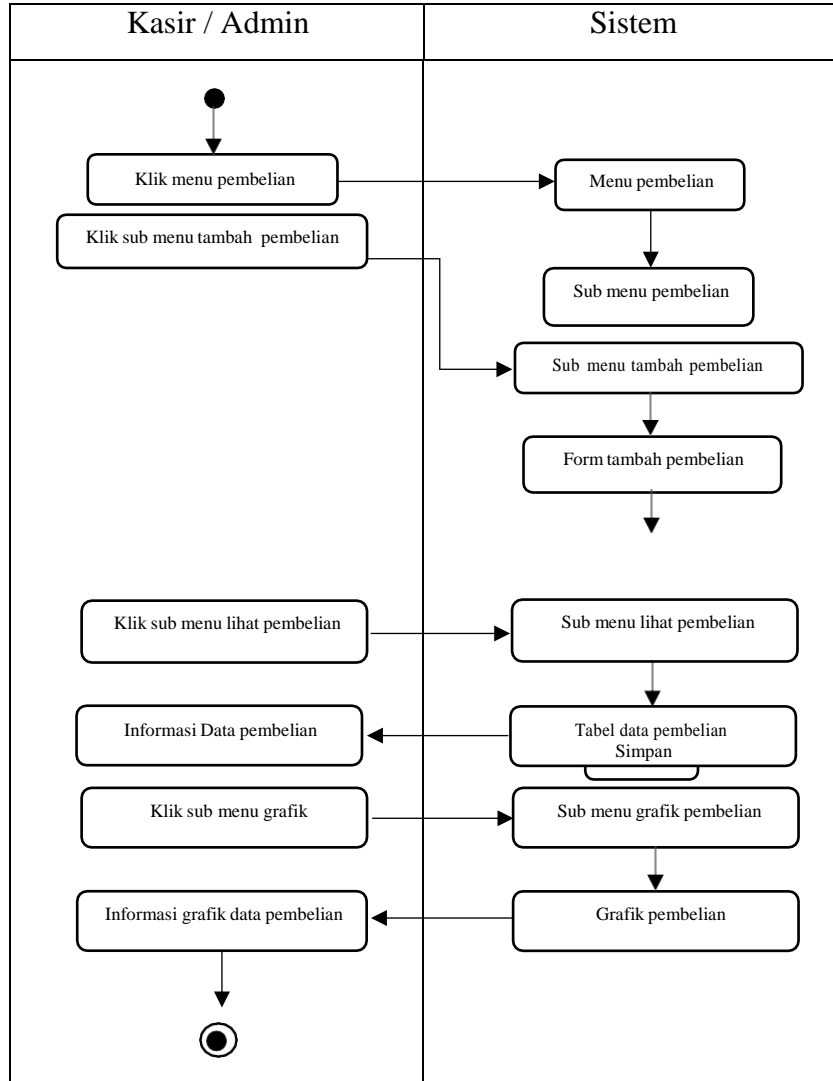 Kasir / Admin
Sistem
Klik menu pembelian
Menu pembelian
Klik sub menu tambah pembelian
Sub menu pembelian
Sub menu tambah pembelian
Form tambah pembelian
Klik sub menu lihat pembelian
Sub menu lihat pembelian
Informasi Data pembelian
Tabel data pembelian
Simpan
Klik sub menu grafik
Sub menu grafik pembelian
Informasi grafik data pembelian
Grafik pembelian